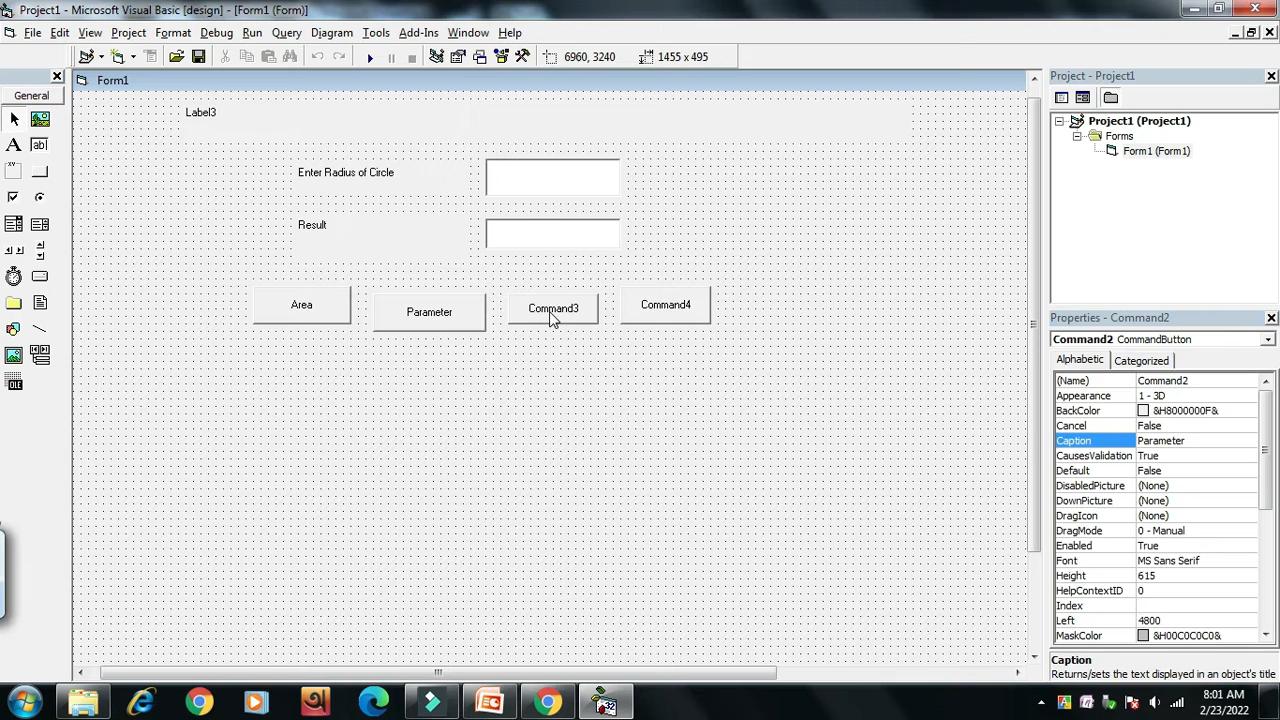 Project1 - Microsoft Visual Basic [design] - [Form1 (Form)]
File Edit View Project Format Debug Run Query Diagram Tools Add-Ins Window Help
6960, 3240 1455 x 495
General
Form1
Label3
Enter Radius of Circle
Result
Area
Parameter
Command3
Command4
Project - Project1
Project1 (Project1)
Forms
Form1 (Form1)
Properties - Command2
Command2 CommandButton
Alphabetic Categorized
(Name) Command2
Appearance 1 - 3D
BackColor &H8000000F&
Cancel False
Caption Parameter
CausesValidation True
Default False
DisabledPicture (None)
DownPicture (None)
DragIcon (None)
DragMode 0 - Manual
Enabled True
Font MS Sans Serif
Height 615
HelpContextID 0
Index
Left 4800
MaskColor &H00C0C0C0&
Caption
Returns/sets the text displayed in an object's title
8:01 AM
2/23/2022